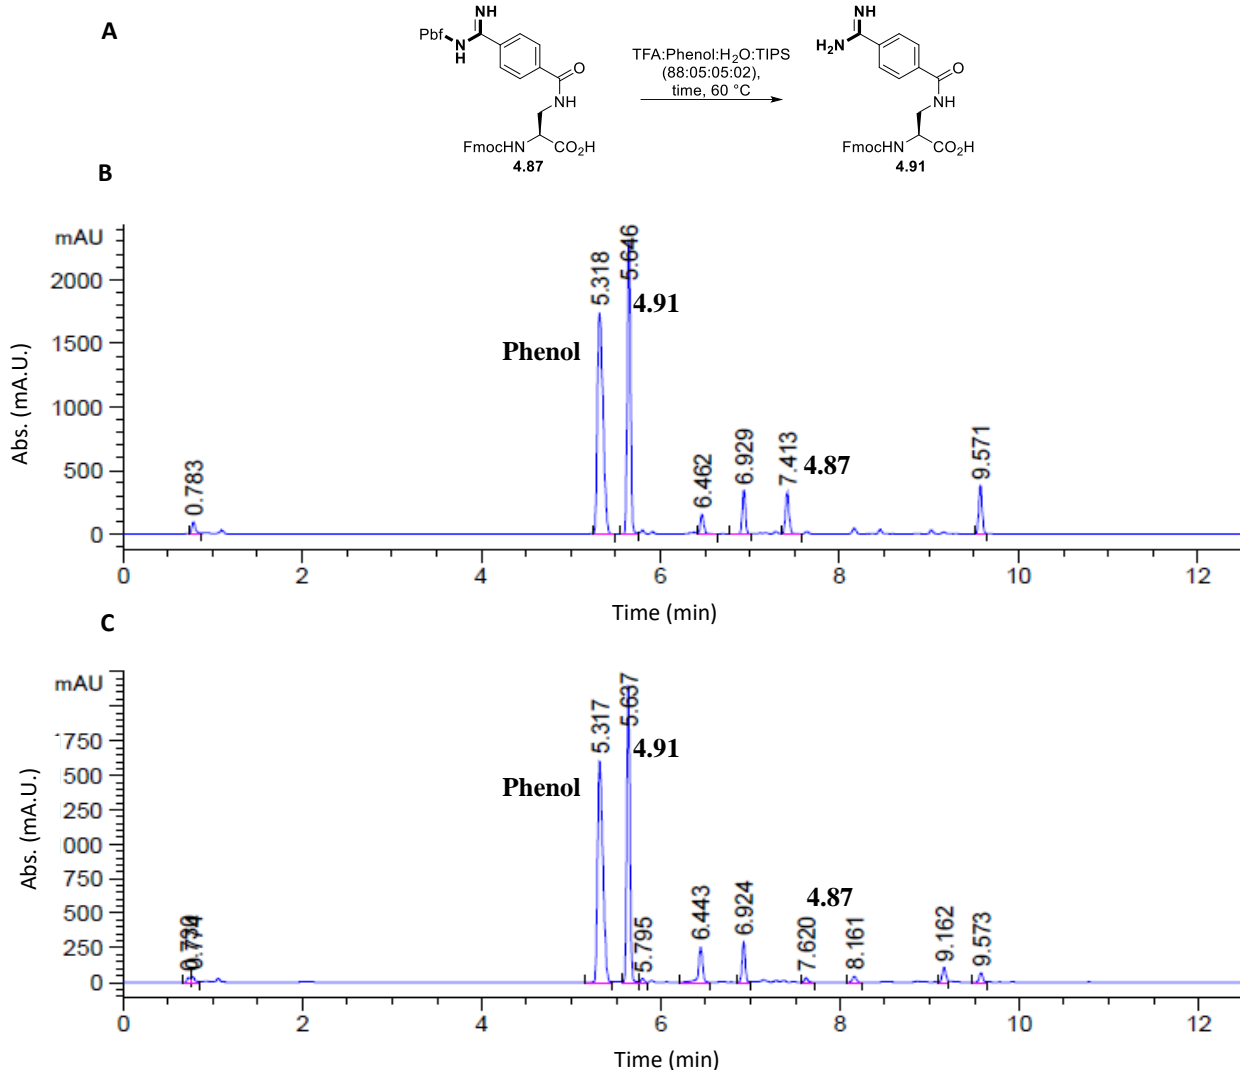 A
NH
Pbf
N
H
O
NH
FmocHN
CO₂H
4.87
TFA:Phenol:H₂O:TIPS
(88:05:05:02),
time, 60 °C
NH
H₂N
O
NH
FmocHN
CO₂H
4.91
B
mAU
2000
1500
1000
500
0
Abs. (mA.U.)
0.783
Phenol
5.318
5.646
4.91
6.462
6.929
7.413
4.87
9.571
0 2 4 6 8 10 12
Time (min)
C
mAU
750
500
250
000
750
500
250
0
Abs. (mA.U.)
0.774
Phenol
5.317
5.637
4.91
5.795
6.443
6.924
4.87
7.620
8.161
9.162
9.573
0 2 4 6 8 10 12
Time (min)